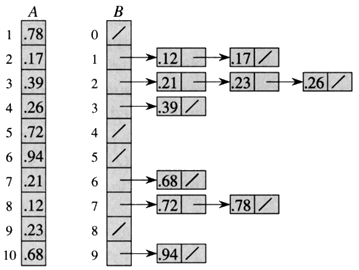 A B
1 .78 0 /
2 .17 1 .12 .17 /
3 .39 2 .21 .23 .26 /
4 .26 3 .39 /
5 .72 4 /
6 .94 5 /
7 .21 6 .68 /
8 .12 7 .72 .78 /
9 .23 8 /
10 .68 9 .94 /